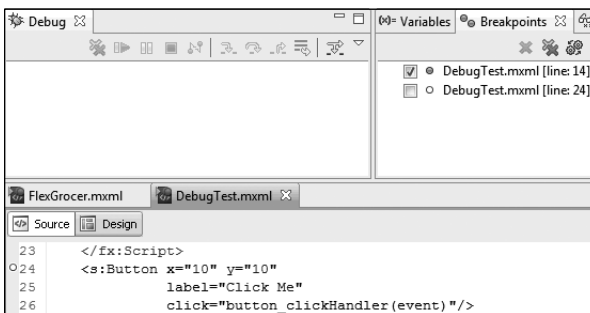 Debug
(x)= Variables
Breakpoints
DebugTest.mxml [line: 14]
DebugTest.mxml [line: 24]
FlexGrocer.mxml
DebugTest.mxml
Source
Design
23 </fx:Script>
24 <s:Button x="10" y="10"
25 label="Click Me"
26 click="button_clickHandler(event)"/>